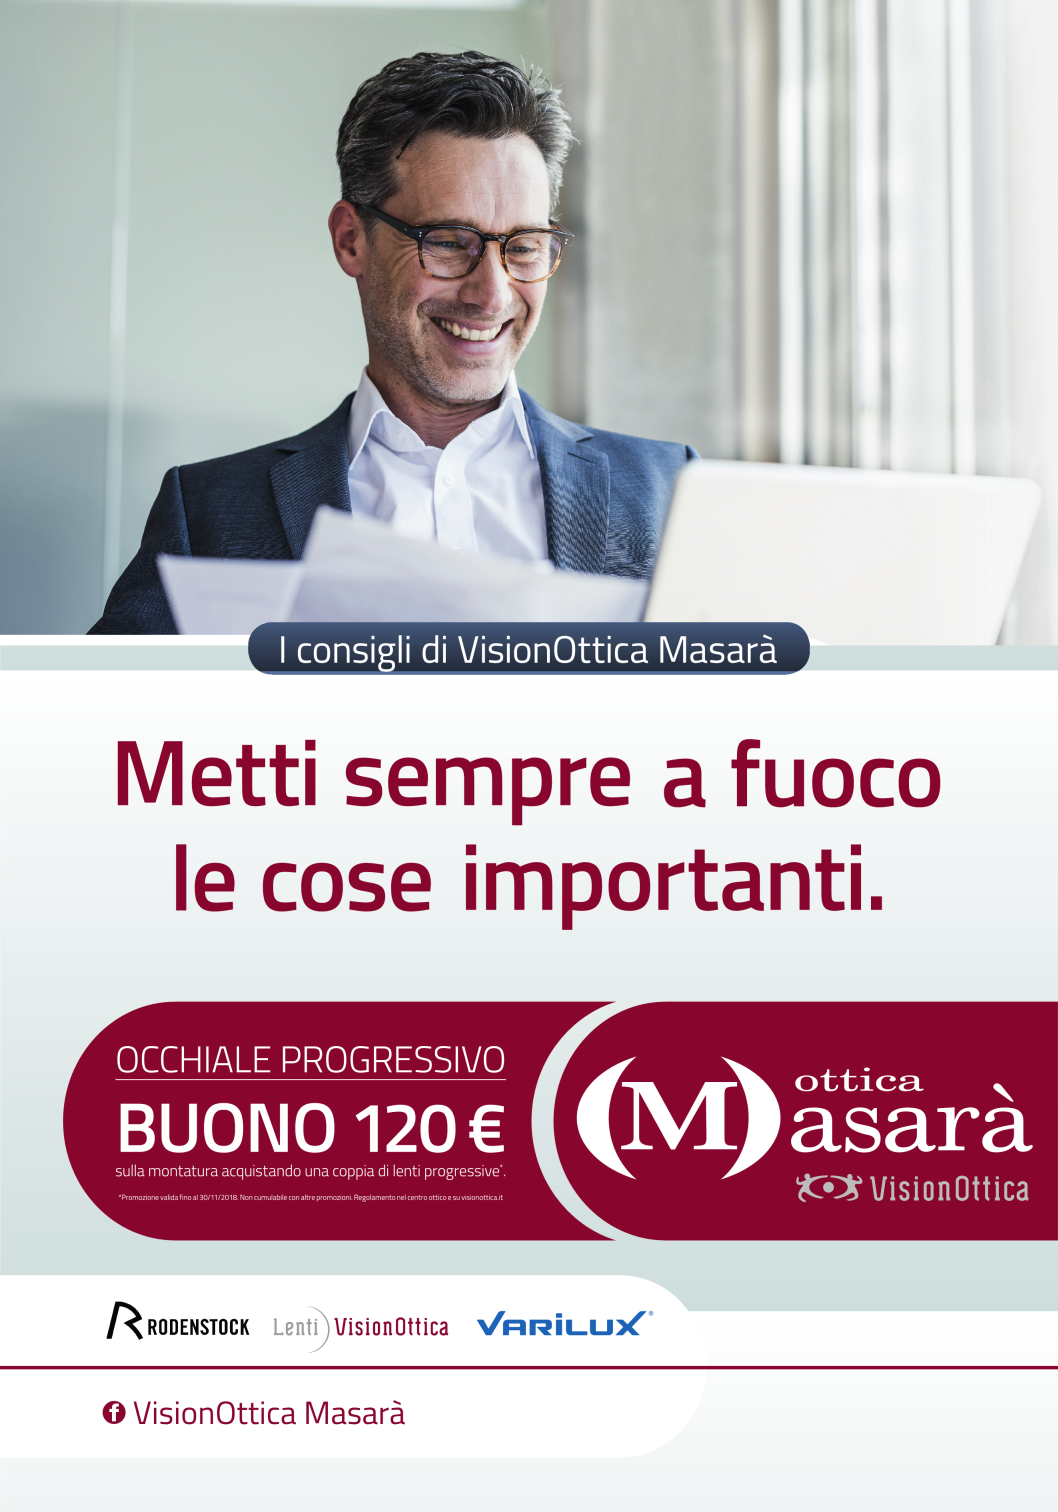 I consigli di VisionOttica Masarà
Metti sempre a fuoco
le cose importanti.
OCCHIALE PROGRESSIVO
BUONO 120 €
sulla montatura acquistando una coppia di lenti progressive*.
*Promozione valida fino al 30/11/2018. Non cumulabile con altre promozioni. Regolamento nel centro ottico e su visionottica.it
ottica
Masarà
VisionOttica
RODENSTOCK Lenti VisionOttica VARILUX®
f VisionOttica Masarà